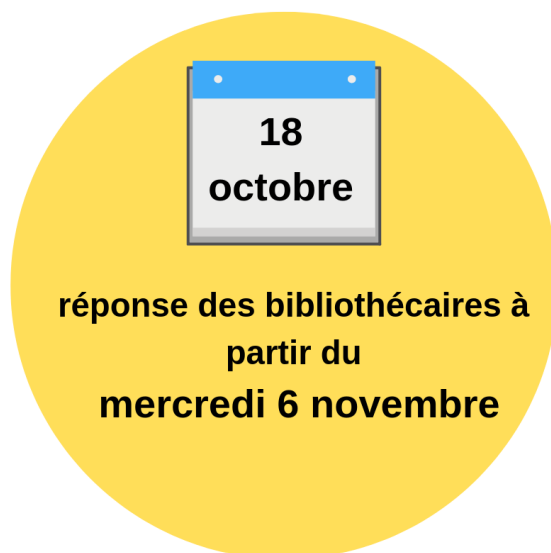 18
octobre
réponse des bibliothécaires à
partir du
mercredi 6 novembre